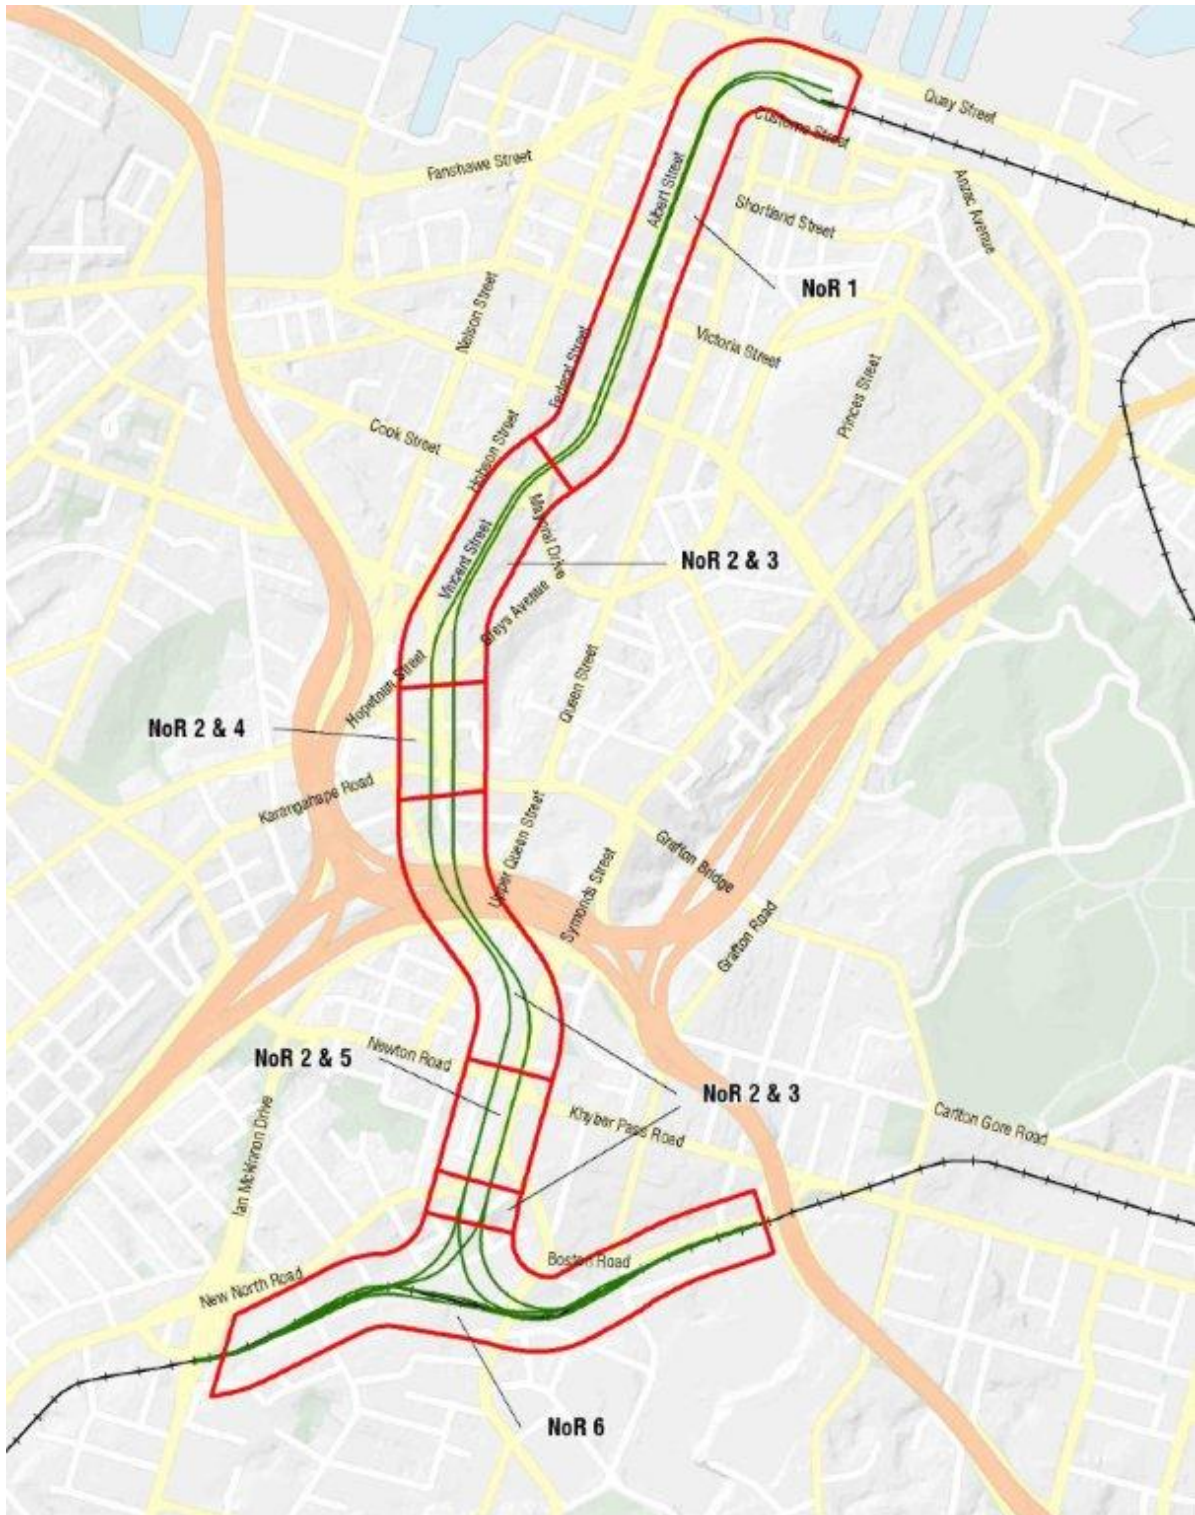 Quay Street
Customs Street
Fanshawe Street
Albert Street
Anzac Avenue
Shortland Street
NoR 1
Nelson Street
Victoria Street
Federal Street
Princes Street
Cook Street
Hobson Street
Mayoral Drive
Vincent Street
NoR 2 & 3
Greys Avenue
Hopetoun Street
Queen Street
NoR 2 & 4
Karangahape Road
Upper Queen Street
Grafton Bridge
Symonds Street
Grafton Road
Newton Road
NoR 2 & 5
NoR 2 & 3
Khyber Pass Road
Carlton Gore Road
Ian McKinnon Drive
Boston Road
New North Road
NoR 6